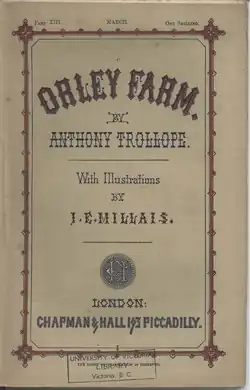 Part XIII. MARCH. One Shilling.
ORLEY FARM.
BY
ANTHONY TROLLOPE.
With Illustrations
BY
J. E. MILLAIS.
LONDON:
CHAPMAN & HALL 193 PICCADILLY.
UNIVERSITY OF VICTORIA
LIBRARY
Victoria, B. C.